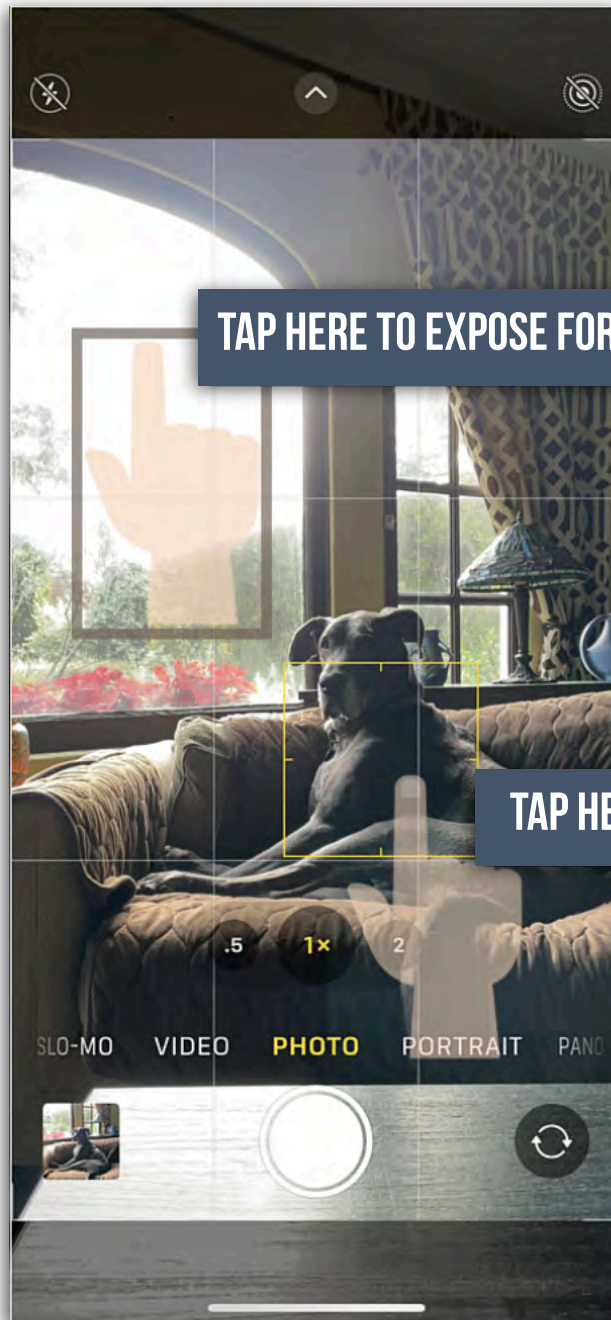 TAP HERE TO EXPOSE FOR
TAP HE
.5 1× 2
SLO-MO VIDEO PHOTO PORTRAIT PANO